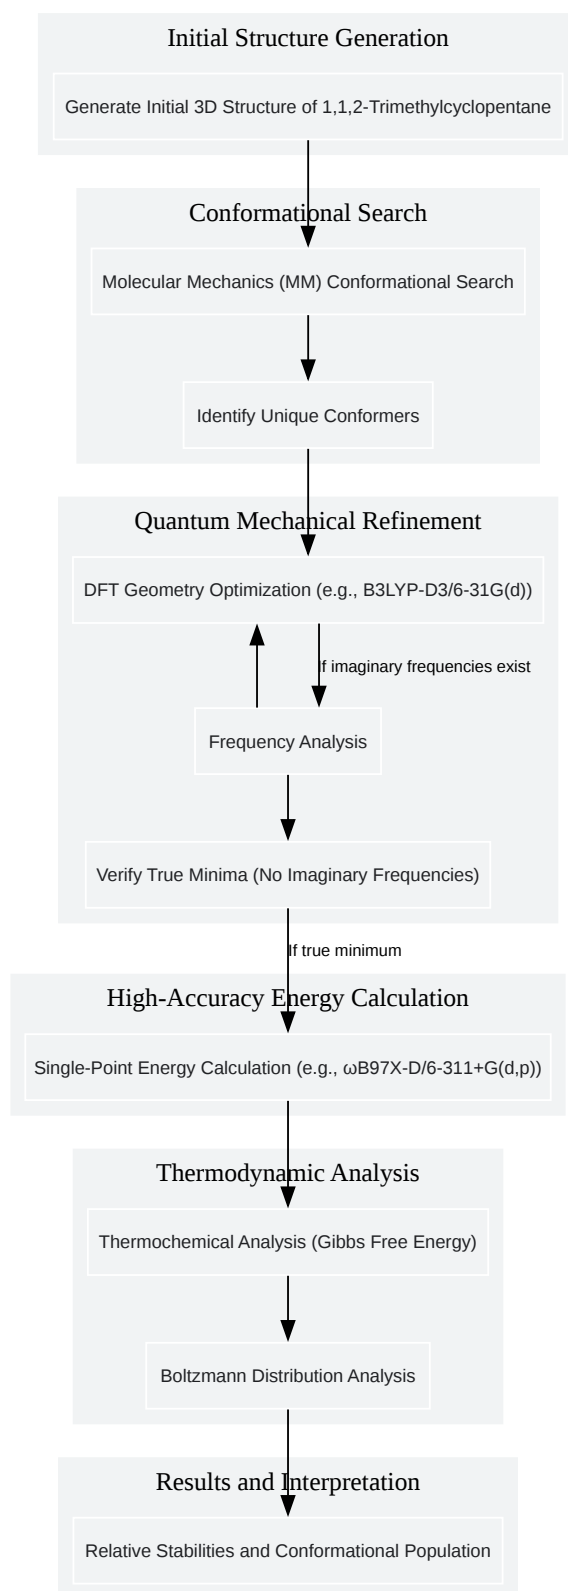 Initial Structure Generation
Generate Initial 3D Structure of 1,1,2-Trimethylcyclopentane
Conformational Search
Molecular Mechanics (MM) Conformational Search
Identify Unique Conformers
Quantum Mechanical Refinement
DFT Geometry Optimization (e.g., B3LYP-D3/6-31G(d))
If imaginary frequencies exist
Frequency Analysis
Verify True Minima (No Imaginary Frequencies)
If true minimum
High-Accuracy Energy Calculation
Single-Point Energy Calculation (e.g., ωB97X-D/6-311+G(d,p))
Thermodynamic Analysis
Thermochemical Analysis (Gibbs Free Energy)
Boltzmann Distribution Analysis
Results and Interpretation
Relative Stabilities and Conformational Population